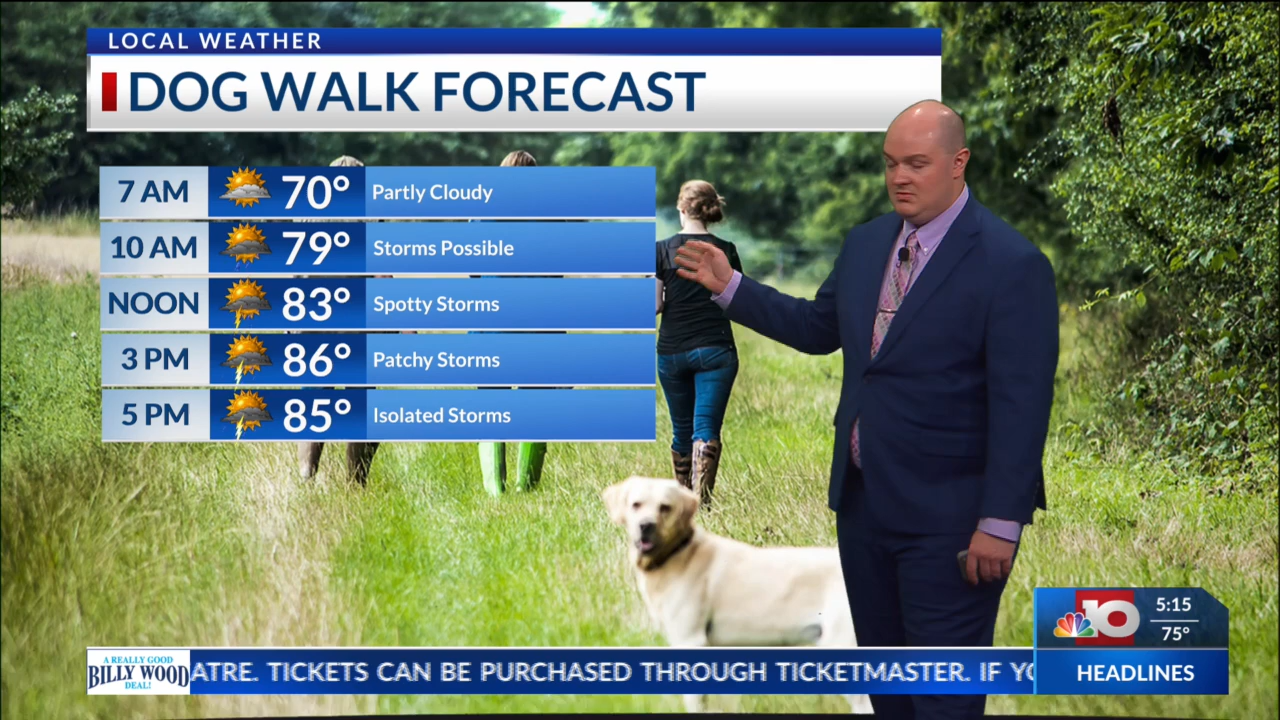 LOCAL WEATHER
DOG WALK FORECAST
7 AM 70° Partly Cloudy
10 AM 79° Storms Possible
NOON 83° Spotty Storms
3 PM 86° Patchy Storms
5 PM 85° Isolated Storms
10
5:15
75°
HEADLINES
A REALLY GOOD
BILLY WOOD
DEAL!
ATRE. TICKETS CAN BE PURCHASED THROUGH TICKETMASTER. IF YO